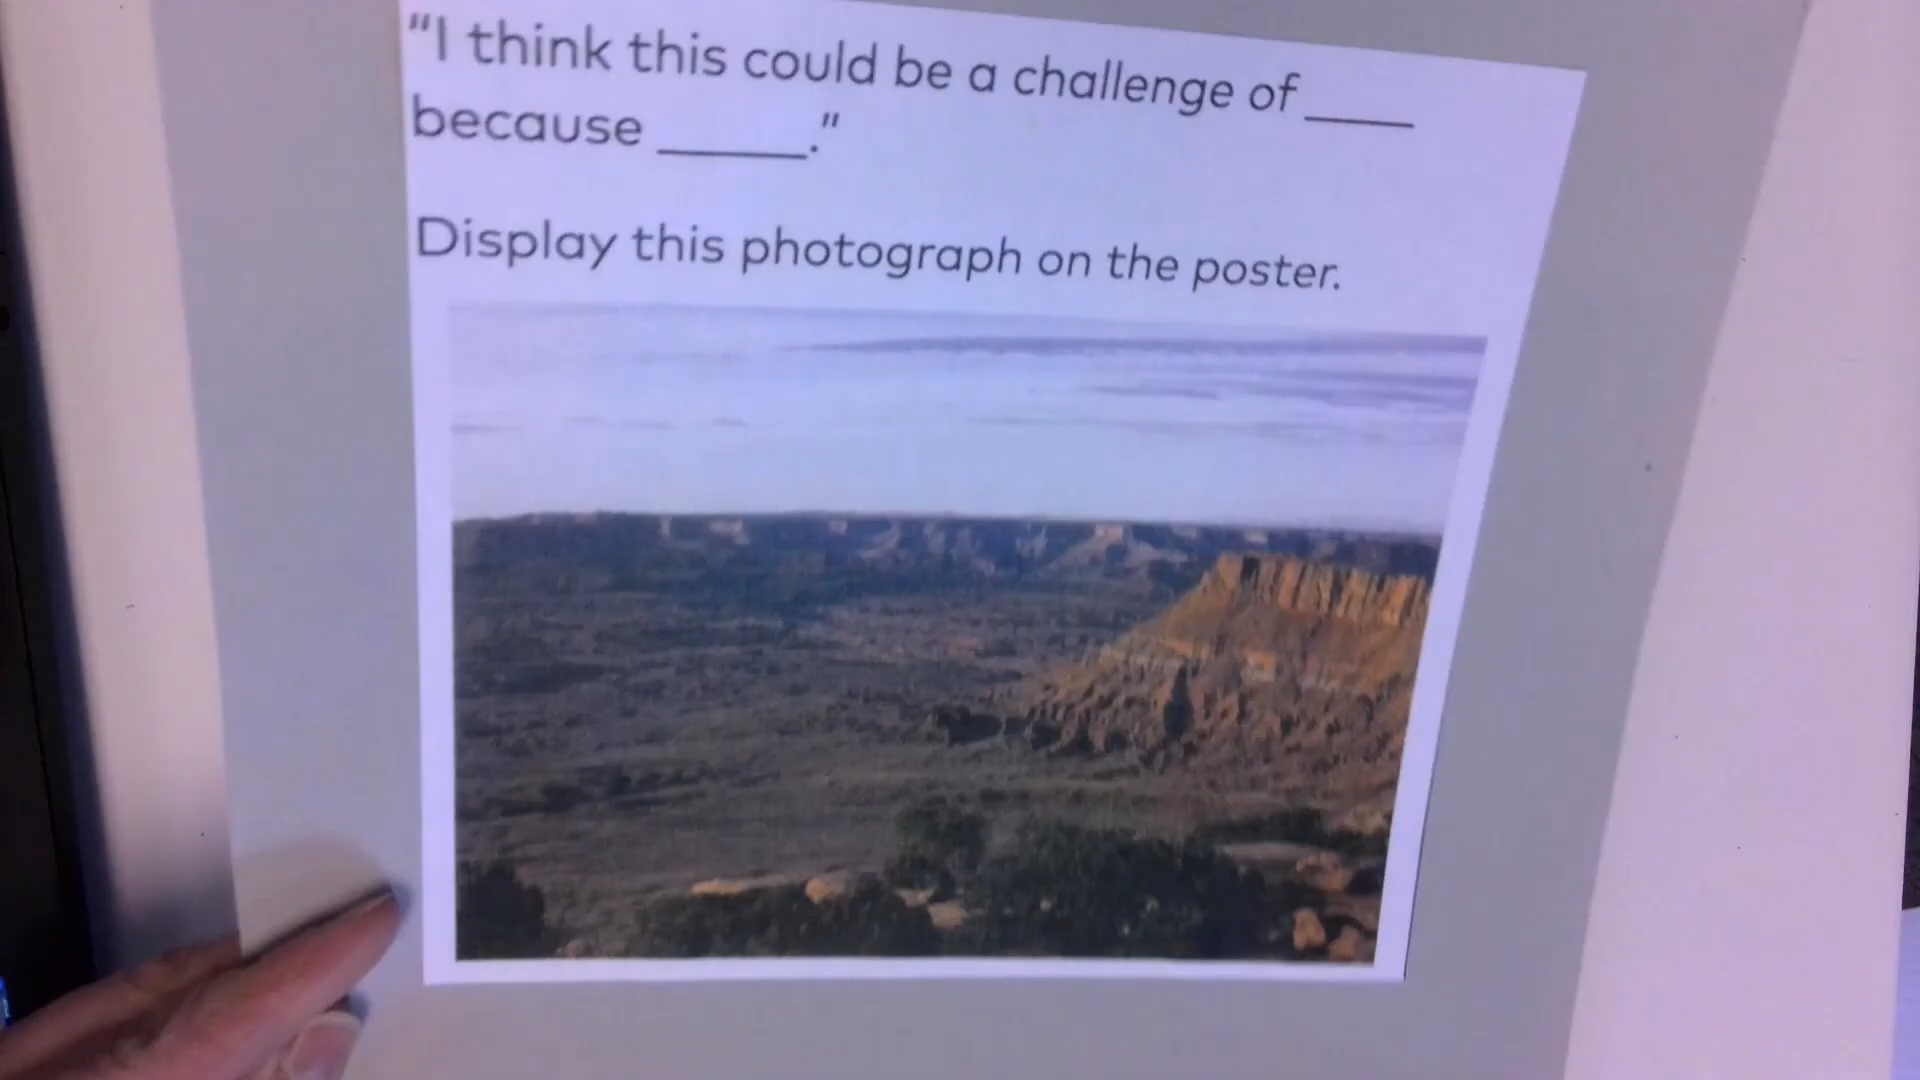 “I think this could be a challenge of ____
because _____.”
Display this photograph on the poster.